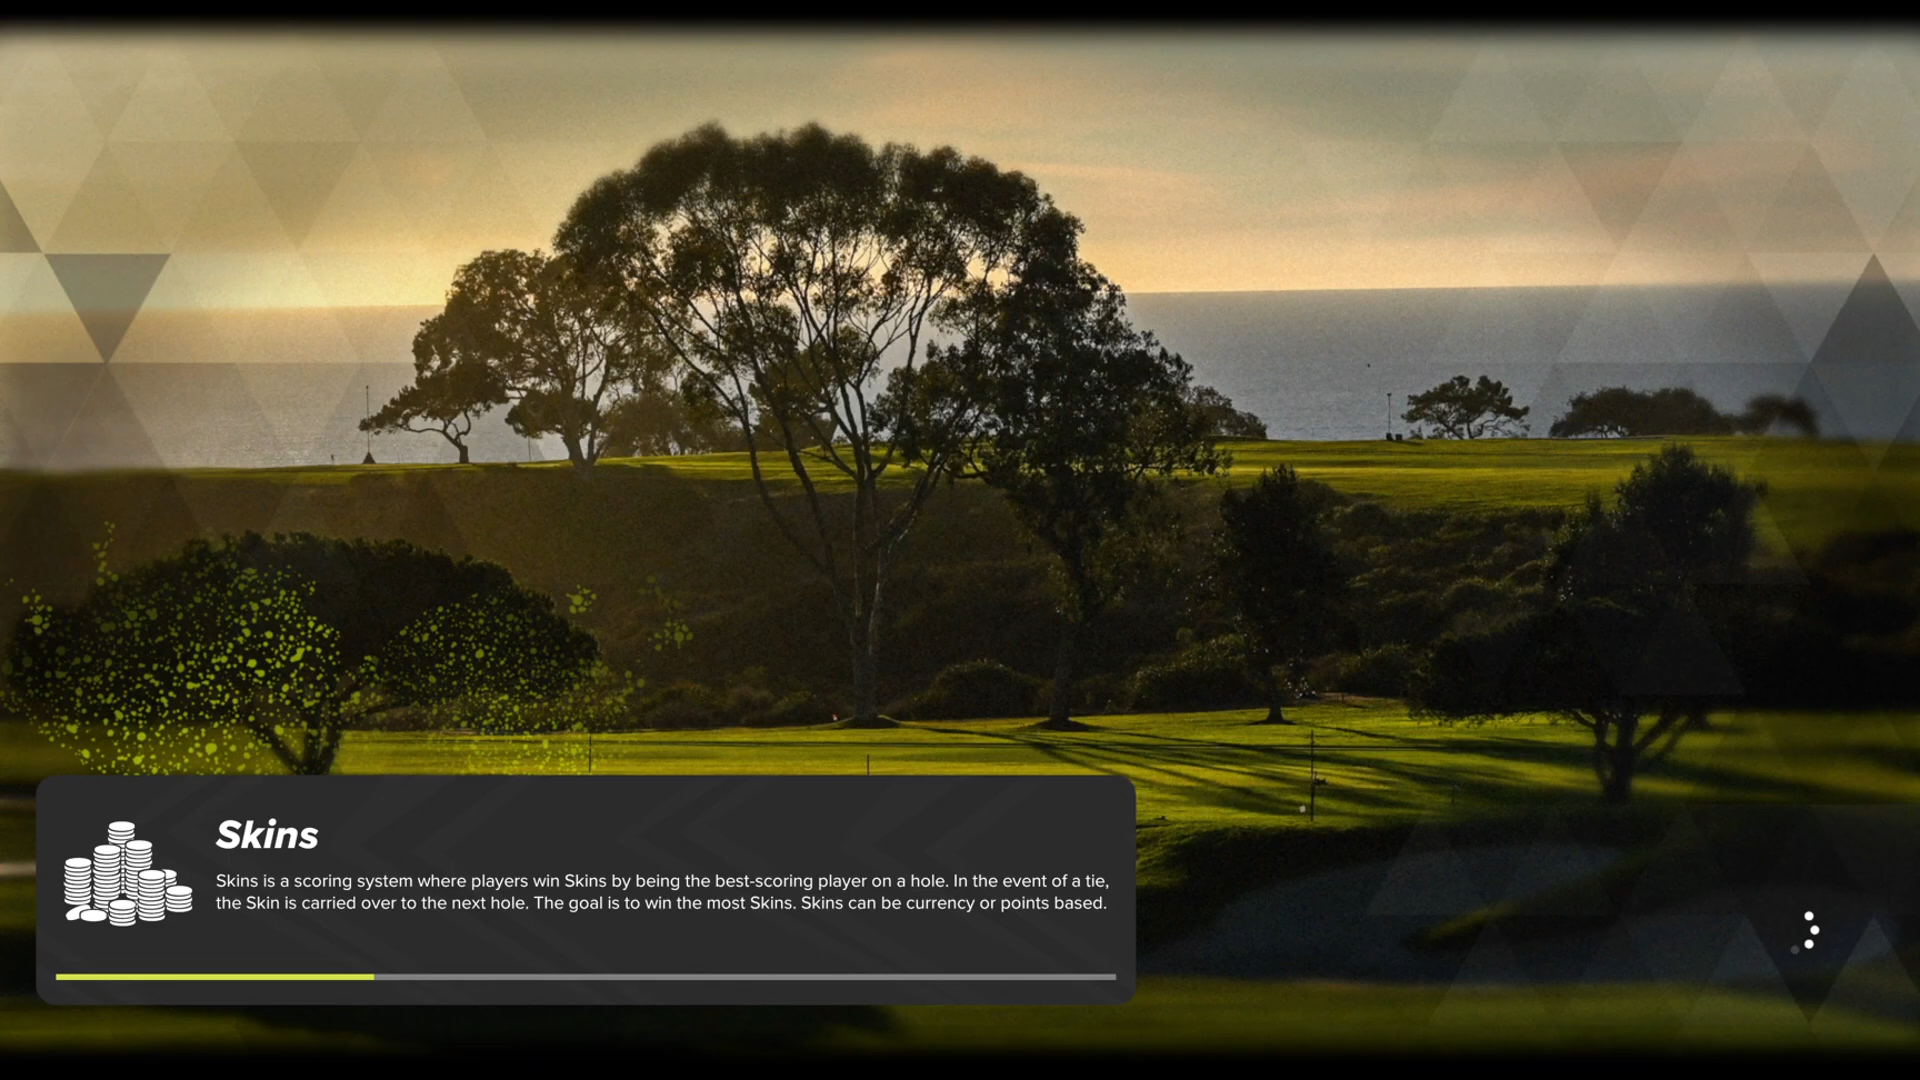 Skins
Skins is a scoring system where players win Skins by being the best-scoring player on a hole. In the event of a tie,
the Skin is carried over to the next hole. The goal is to win the most Skins. Skins can be currency or points based.